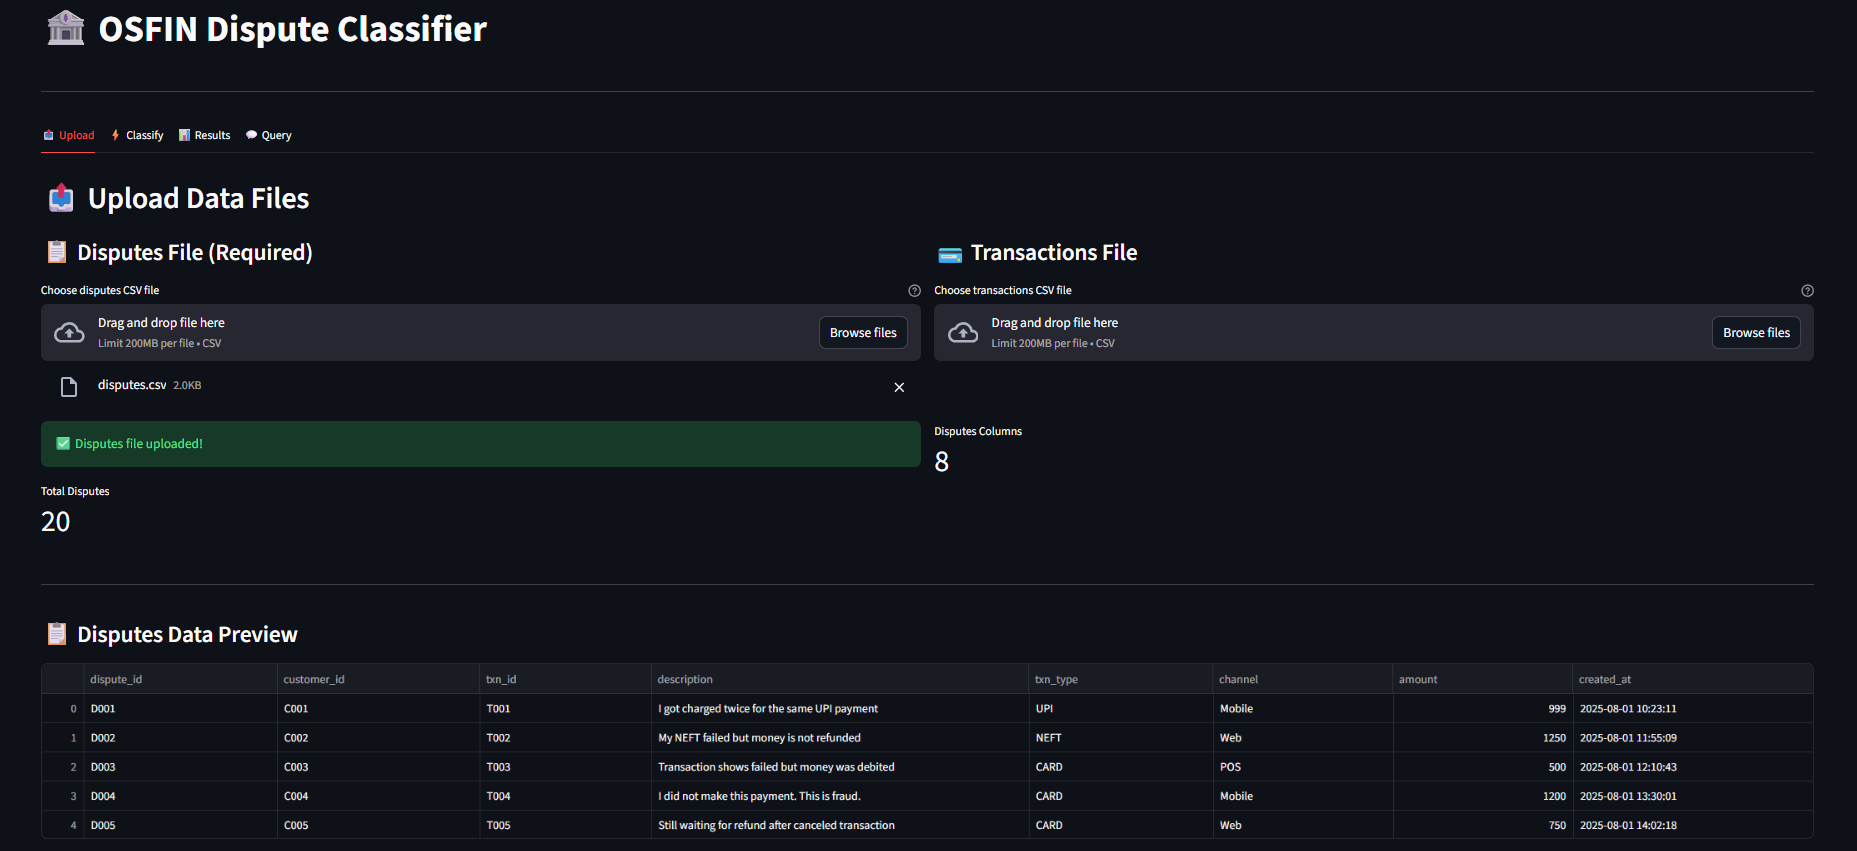 OSFIN Dispute Classifier
Upload Classify Results Query
Upload Data Files
Disputes File (Required)
Choose disputes CSV file
Drag and drop file here
Limit 200MB per file • CSV
Browse files
disputes.csv 2.0KB
Disputes file uploaded!
Total Disputes
20
Transactions File
Choose transactions CSV file
Drag and drop file here
Limit 200MB per file • CSV
Browse files
Disputes Columns
8
Disputes Data Preview
dispute_id customer_id txn_id description txn_type channel amount created_at
0 D001 C001 T001 I got charged twice for the same UPI payment UPI Mobile 999 2025-08-01 10:23:11
1 D002 C002 T002 My NEFT failed but money is not refunded NEFT Web 1250 2025-08-01 11:55:09
2 D003 C003 T003 Transaction shows failed but money was debited CARD POS 500 2025-08-01 12:10:43
3 D004 C004 T004 I did not make this payment. This is fraud. CARD Mobile 1200 2025-08-01 13:30:01
4 D005 C005 T005 Still waiting for refund after canceled transaction CARD Web 750 2025-08-01 14:02:18